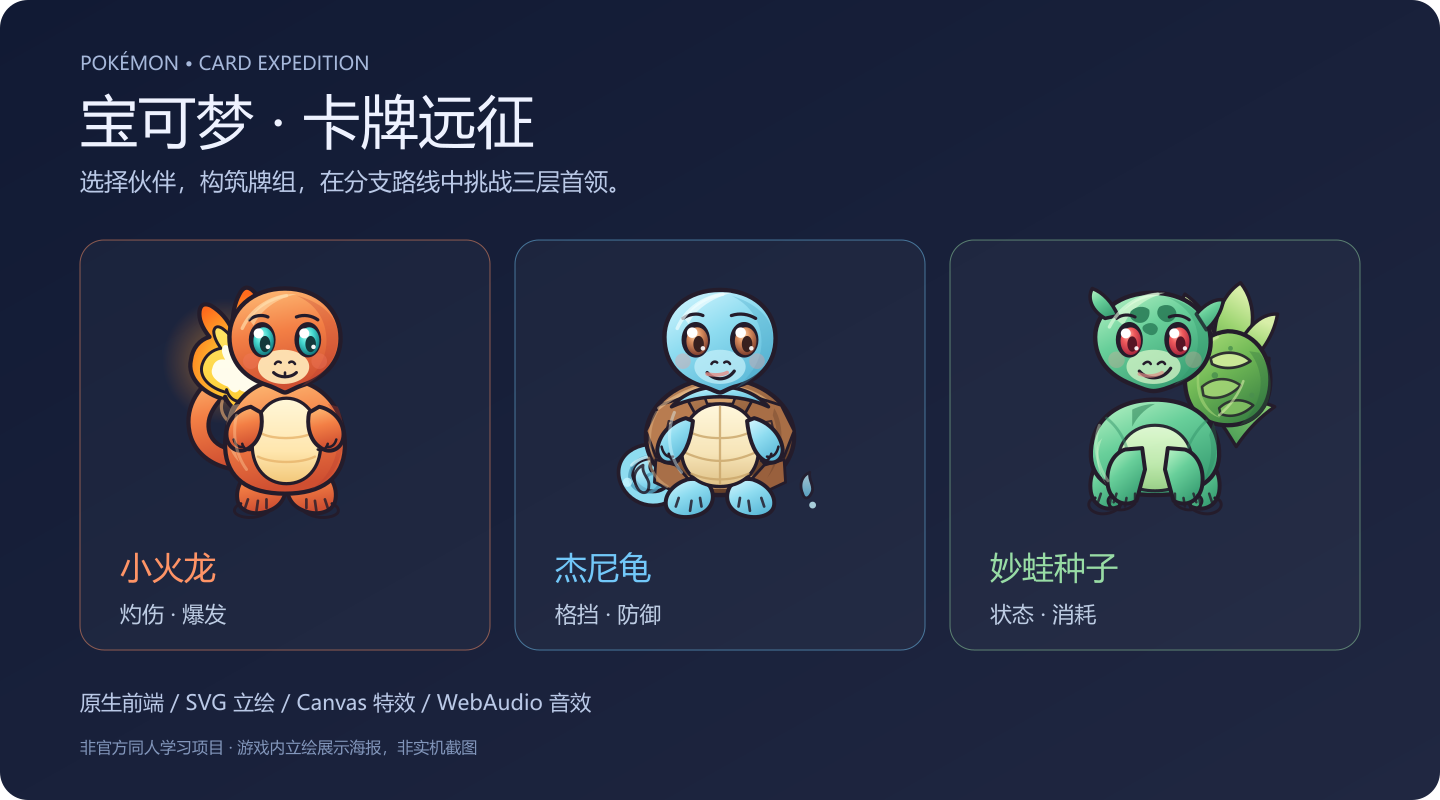 POKÉMON • CARD EXPEDITION
宝可梦 · 卡牌远征
选择伙伴，构筑牌组，在分支路线中挑战三层首领。
小火龙
灼伤 · 爆发
杰尼龟
格挡 · 防御
妙蛙种子
状态 · 消耗
原生前端 / SVG 立绘 / Canvas 特效 / WebAudio 音效
非官方同人学习项目 · 游戏内立绘展示海报，非实机截图